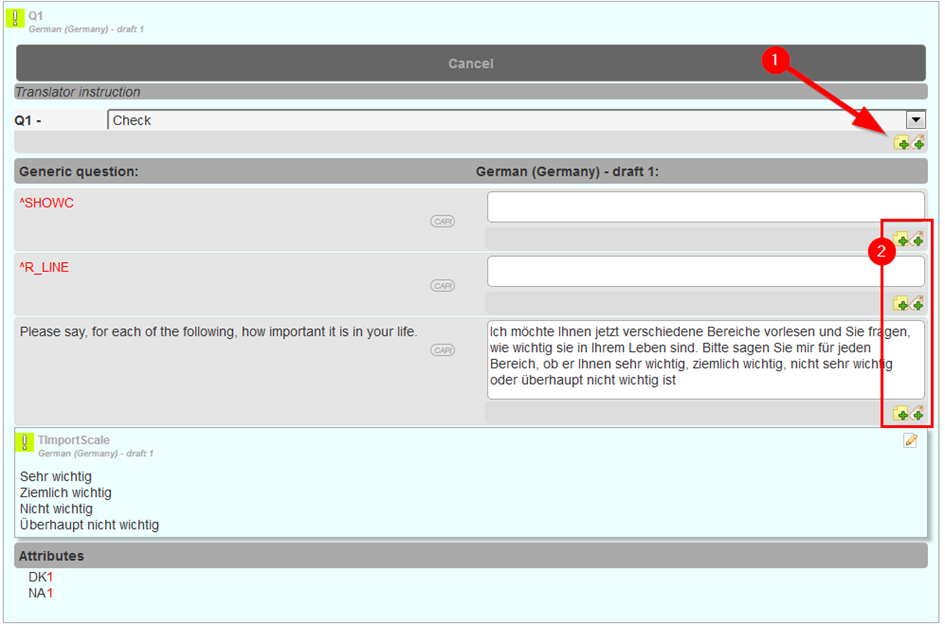 Q1
German (Germany) - draft 1
Cancel
1
Translator instruction
Q1 -
Check
Generic question:
German (Germany) - draft 1:
^SHOWC
CAPI
2
^R_LINE
CAPI
Please say, for each of the following, how important it is in your life.
CAPI
Ich möchte Ihnen jetzt verschiedene Bereiche vorlesen und Sie fragen,
wie wichtig sie in Ihrem Leben sind. Bitte sagen Sie mir für jeden
Bereich, ob er Ihnen sehr wichtig, ziemlich wichtig, nicht sehr wichtig
oder überhaupt nicht wichtig ist
TImportScale
German (Germany) - draft 1
Sehr wichtig
Ziemlich wichtig
Nicht wichtig
Überhaupt nicht wichtig
Attributes
DK1
NA1